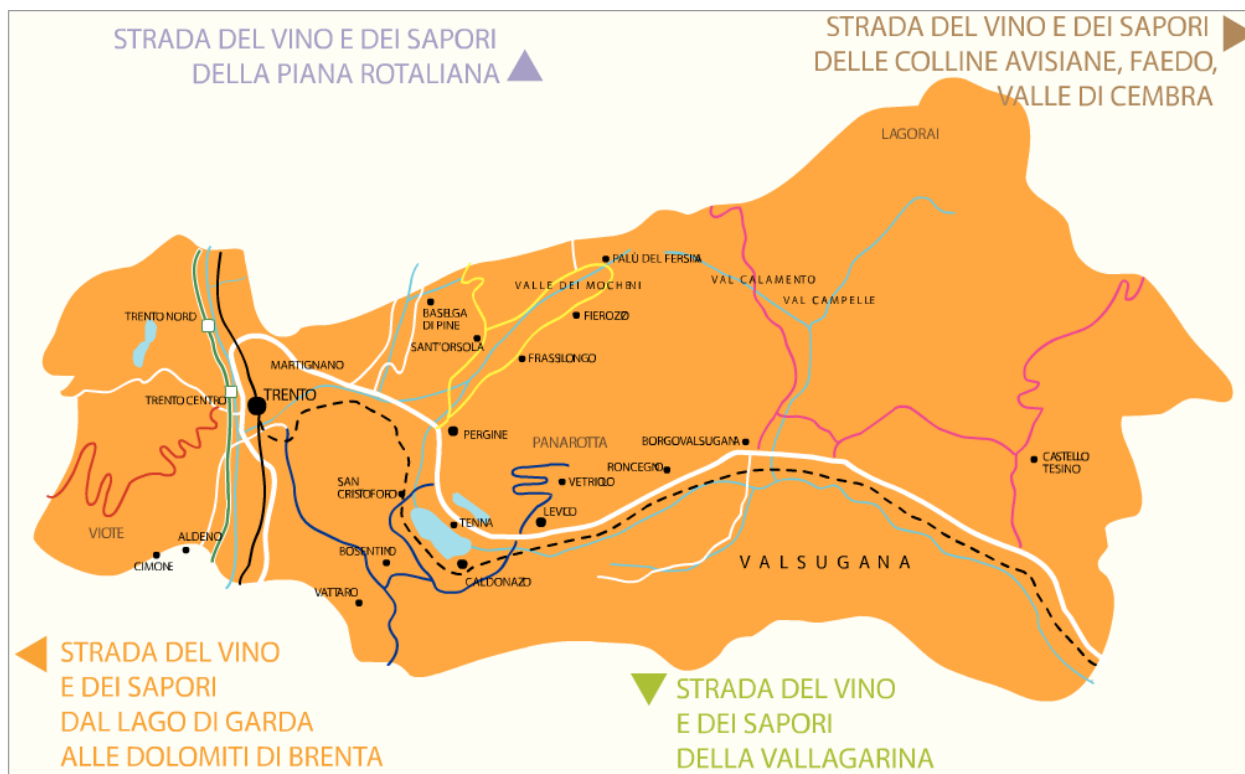 STRADA DEL VINO E DEI SAPORI
DELLA PIANA ROTALIANA
STRADA DEL VINO E DEI SAPORI
DELLE COLLINE AVISIANE, FAEDO,
VALLE DI CEMBRA
LAGORAI
PALÙ DEL FERSINA
VALLE DEI MOCHENI
VAL CALAMENTO
VAL CAMPELLE
BASELGA
DI PINE
FIEROZZO
TRENTO NORD
SANT'ORSOLA
FRASSILONGO
MARTIGNANO
TRENTO CENTRO
TRENTO
PERGINE
PANAROTTA
BORGOVALSUGANA
CASTELLO
TESINO
RONCEGNO
VETRIOLO
SAN
CRISTOFORO
TENNA
LEVICO
VIOTE
ALDENO
CIMONE
BOSENTINO
CALDONAZO
VALSUGANA
VATTARO
STRADA DEL VINO
E DEI SAPORI
DAL LAGO DI GARDA
ALLE DOLOMITI DI BRENTA
STRADA DEL VINO
E DEI SAPORI
DELLA VALLAGARINA